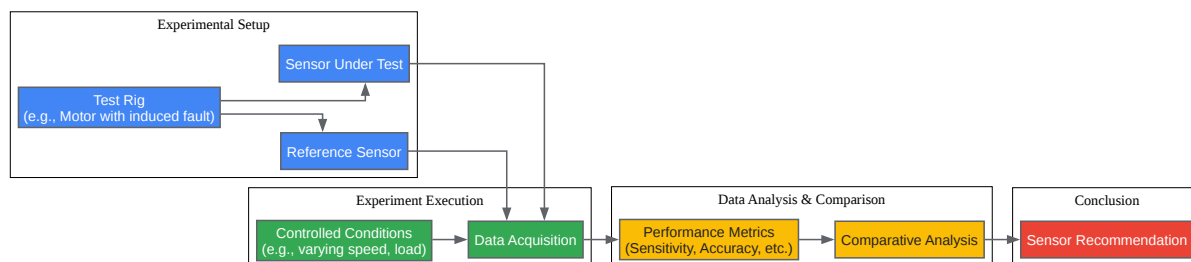 Experimental Setup
Sensor Under Test
Test Rig
(e.g., Motor with induced fault)
Reference Sensor
Experiment Execution
Controlled Conditions
(e.g., varying speed, load)
Data Acquisition
Data Analysis & Comparison
Performance Metrics
(Sensitivity, Accuracy, etc.)
Comparative Analysis
Conclusion
Sensor Recommendation